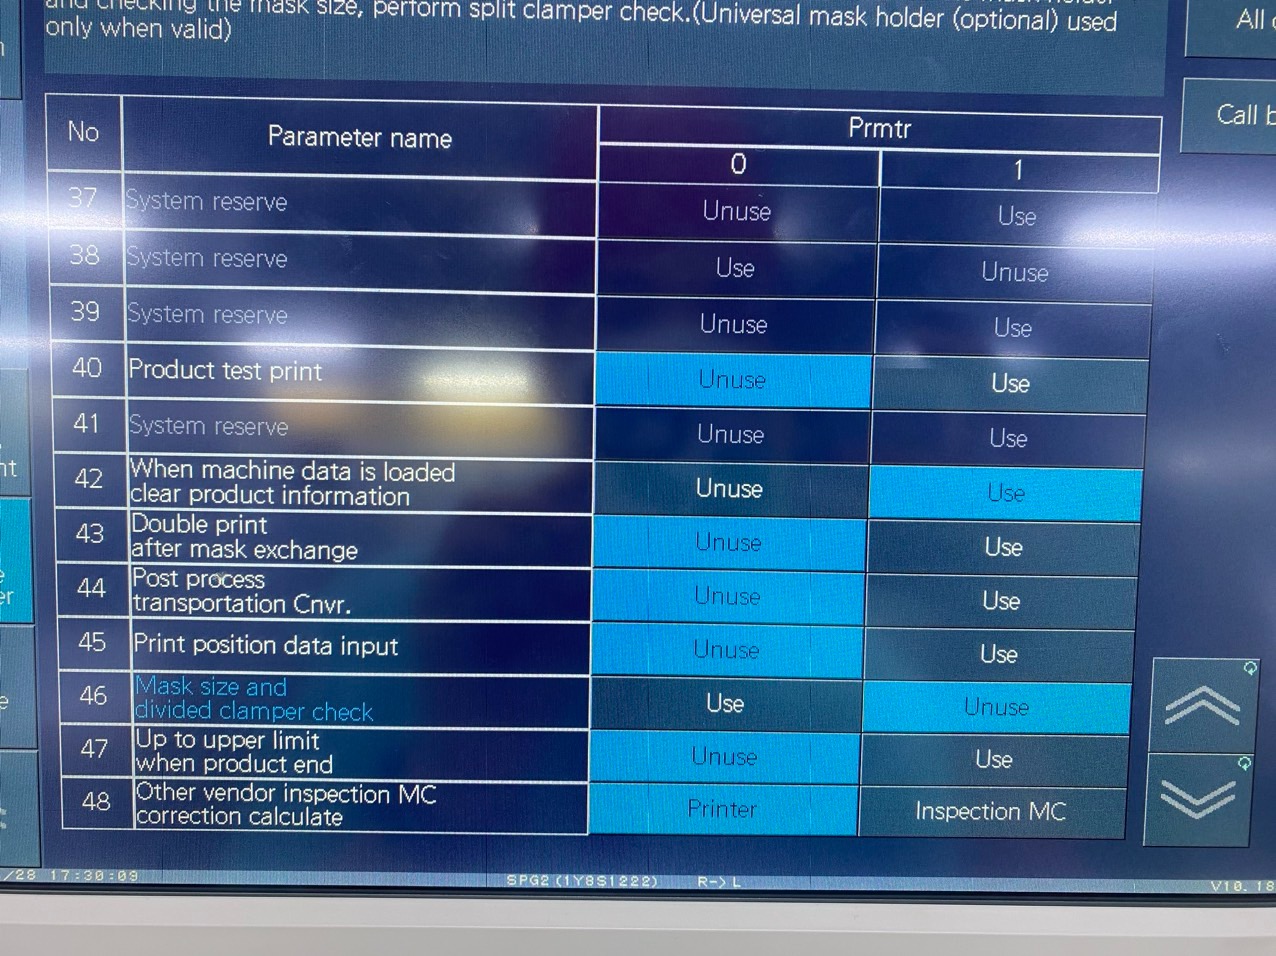 and checking the mask size, perform split clamper check.(Universal mask holder (optional) used
only when valid)
All
Call
No Parameter name Prmtr
0 1
37 System reserve Unuse Use
38 System reserve Use Unuse
39 System reserve Unuse Use
40 Product test print Unuse Use
41 System reserve Unuse Use
42 When machine data is loaded
clear product information Unuse Use
43 Double print
after mask exchange Unuse Use
44 Post process
transportation Cnvr. Unuse Use
45 Print position data input Unuse Use
46 Mask size and
divided clamper check Use Unuse
47 Up to upper limit
when product end Unuse Use
48 Other vendor inspection MC
correction calculate Printer Inspection MC
/28 17:30:09 SPG2 (1Y8S1222) R->L V10.18